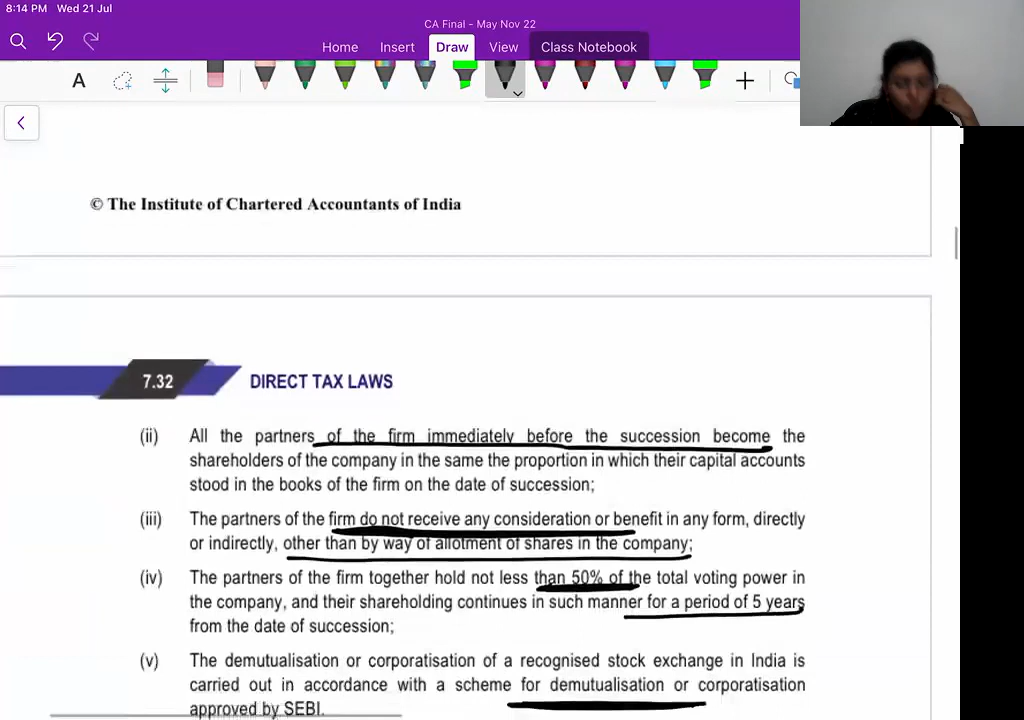 8:14 PM Wed 21 Jul
CA Final - May Nov 22
Home Insert Draw View Class Notebook
A
© The Institute of Chartered Accountants of India
7.32 DIRECT TAX LAWS
(ii) All the partners of the firm immediately before the succession become the
shareholders of the company in the same the proportion in which their capital accounts
stood in the books of the firm on the date of succession;
(iii) The partners of the firm do not receive any consideration or benefit in any form, directly
or indirectly, other than by way of allotment of shares in the company;
(iv) The partners of the firm together hold not less than 50% of the total voting power in
the company, and their shareholding continues in such manner for a period of 5 years
from the date of succession;
(v) The demutualisation or corporatisation of a recognised stock exchange in India is
carried out in accordance with a scheme for demutualisation or corporatisation
approved by SEBI.